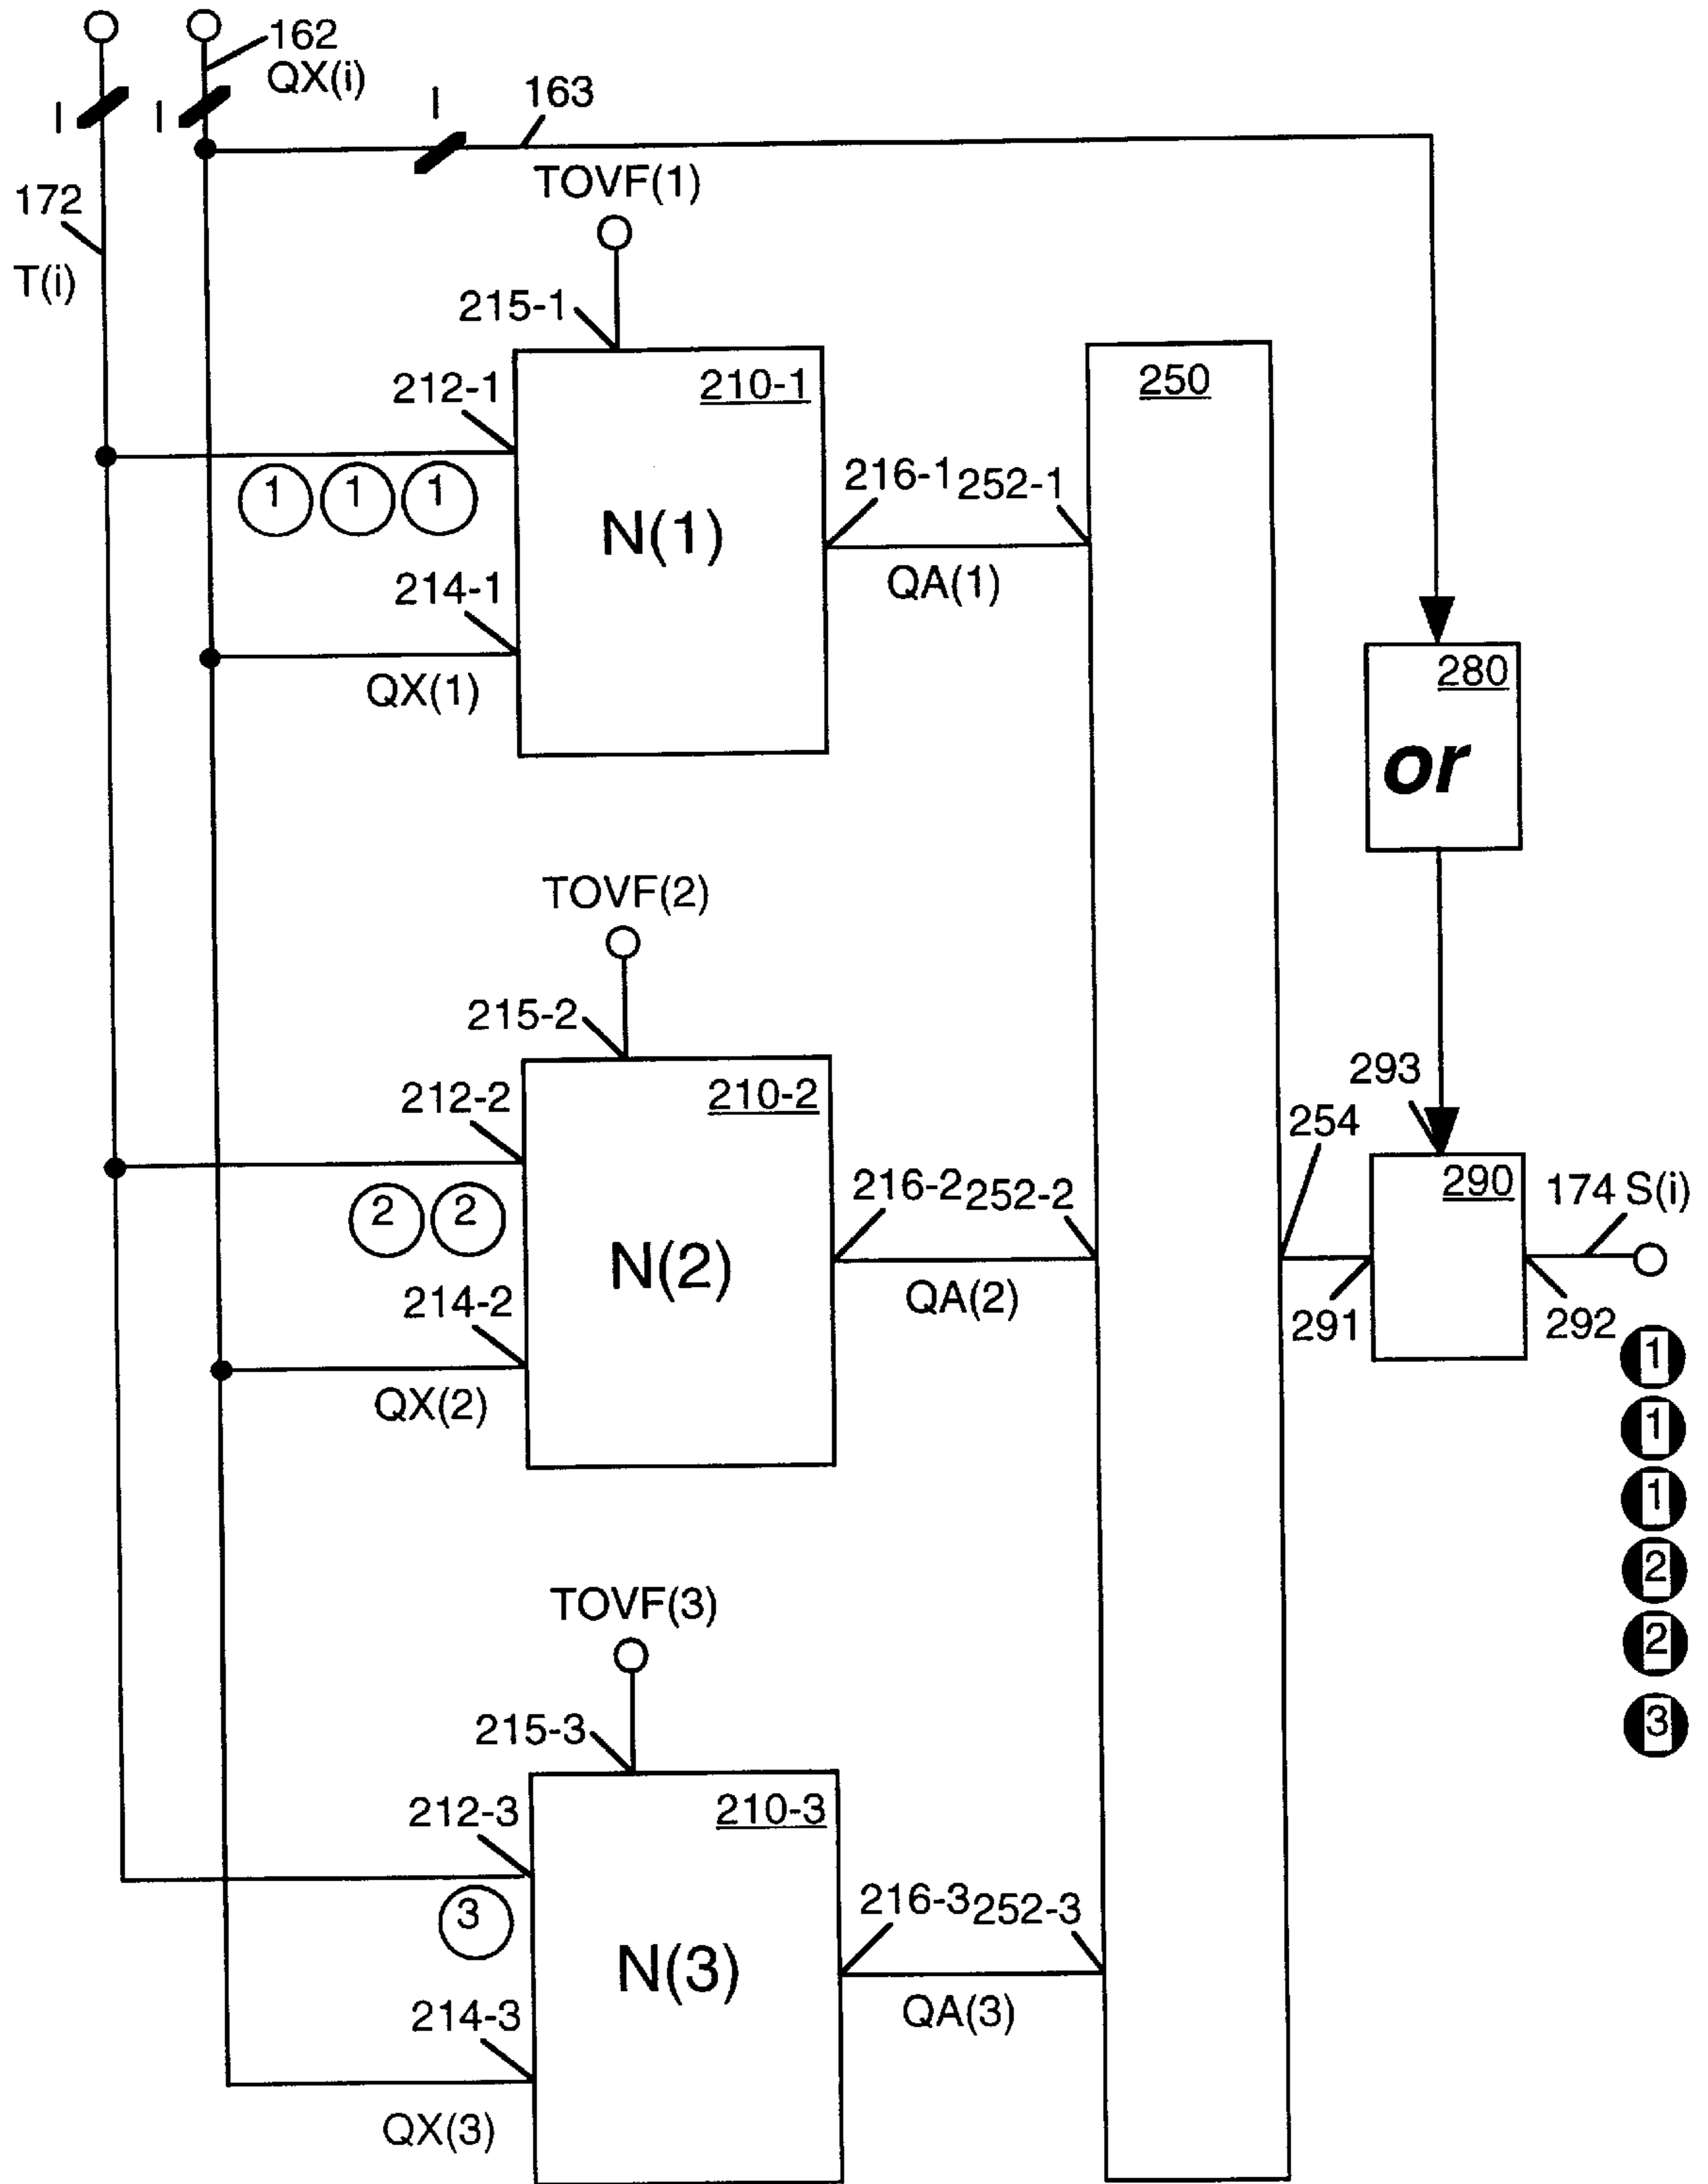 162
QX(i)
I
I
I
163
172
T(i)
TOVF(1)
215-1
212-1
210-1
250
1 1 1
N(1)
216-1
252-1
214-1
QA(1)
QX(1)
280
or
TOVF(2)
215-2
212-2
210-2
293
254
290
174 S(i)
2 2
N(2)
216-2
252-2
214-2
QA(2)
291
292
QX(2)
1
1
1
2
2
3
TOVF(3)
215-3
212-3
210-3
3
N(3)
216-3
252-3
214-3
QA(3)
QX(3)